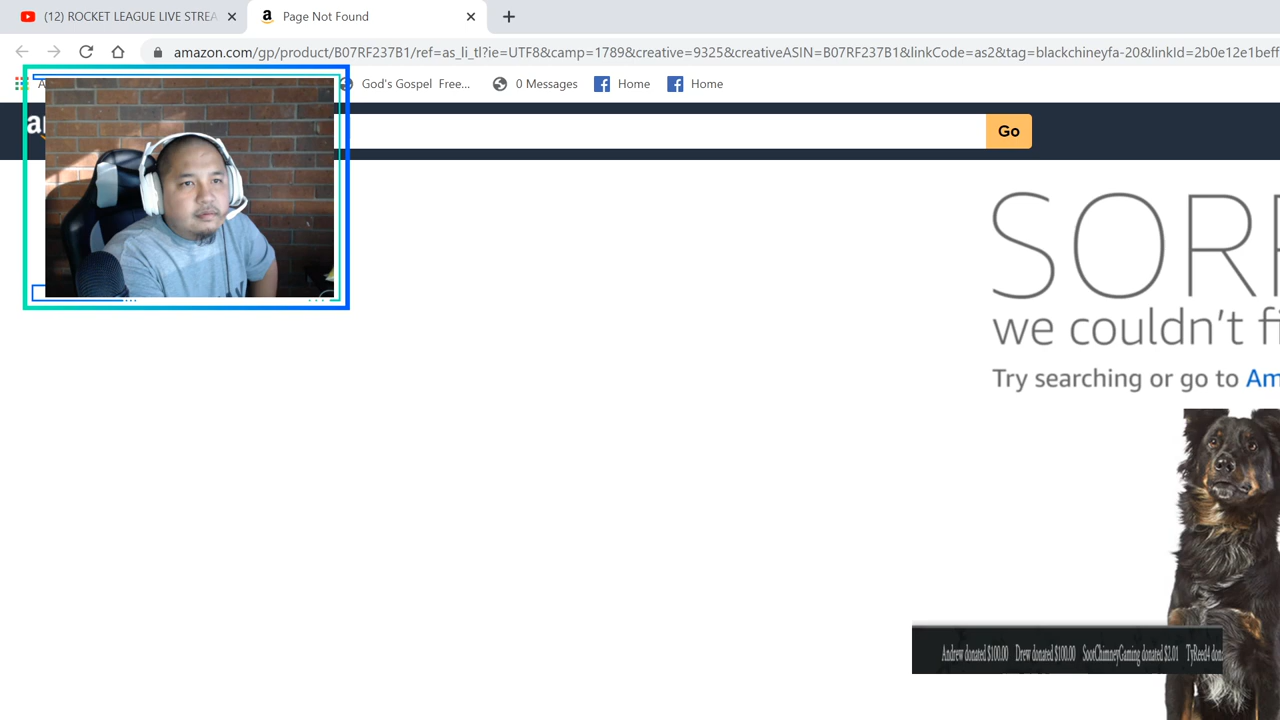 (12) ROCKET LEAGUE LIVE STREA
Page Not Found
amazon.com/gp/product/B07RF237B1/ref=as_li_tl?ie=UTF8&camp=1789&creative=9325&creativeASIN=B07RF237B1&linkCode=as2&tag=blackchineyfa-20&linkId=2b0e12e1beff
God's Gospel Free...
0 Messages
Home
Home
Go
SORR
we couldn't fi
Try searching or go to Am
Andrew donated $100.00 Drew donated $100.00 SootChimneyGaming donated $2.01 TyReed4 don